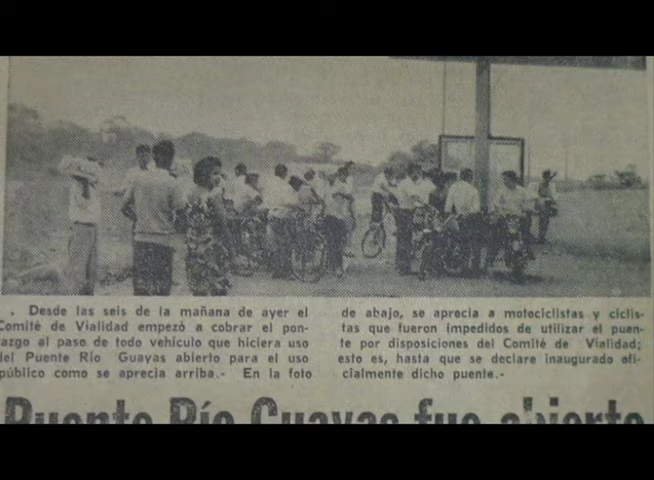 . Desde las seis de la mañana de ayer el
Comité de Vialidad empezó a cobrar el pon-
tazgo al paso de todo vehículo que hiciera uso
del Puente Río Guayas abierto para el uso
público como se aprecia arriba.- En la foto
de abajo, se aprecia a motociclistas y ciclis-
tas que fueron impedidos de utilizar el puen-
te por disposiciones del Comité de Vialidad;
esto es, hasta que se declare inaugurado ofi-
cialmente dicho puente.-
Puente Río Guayas fue abierto